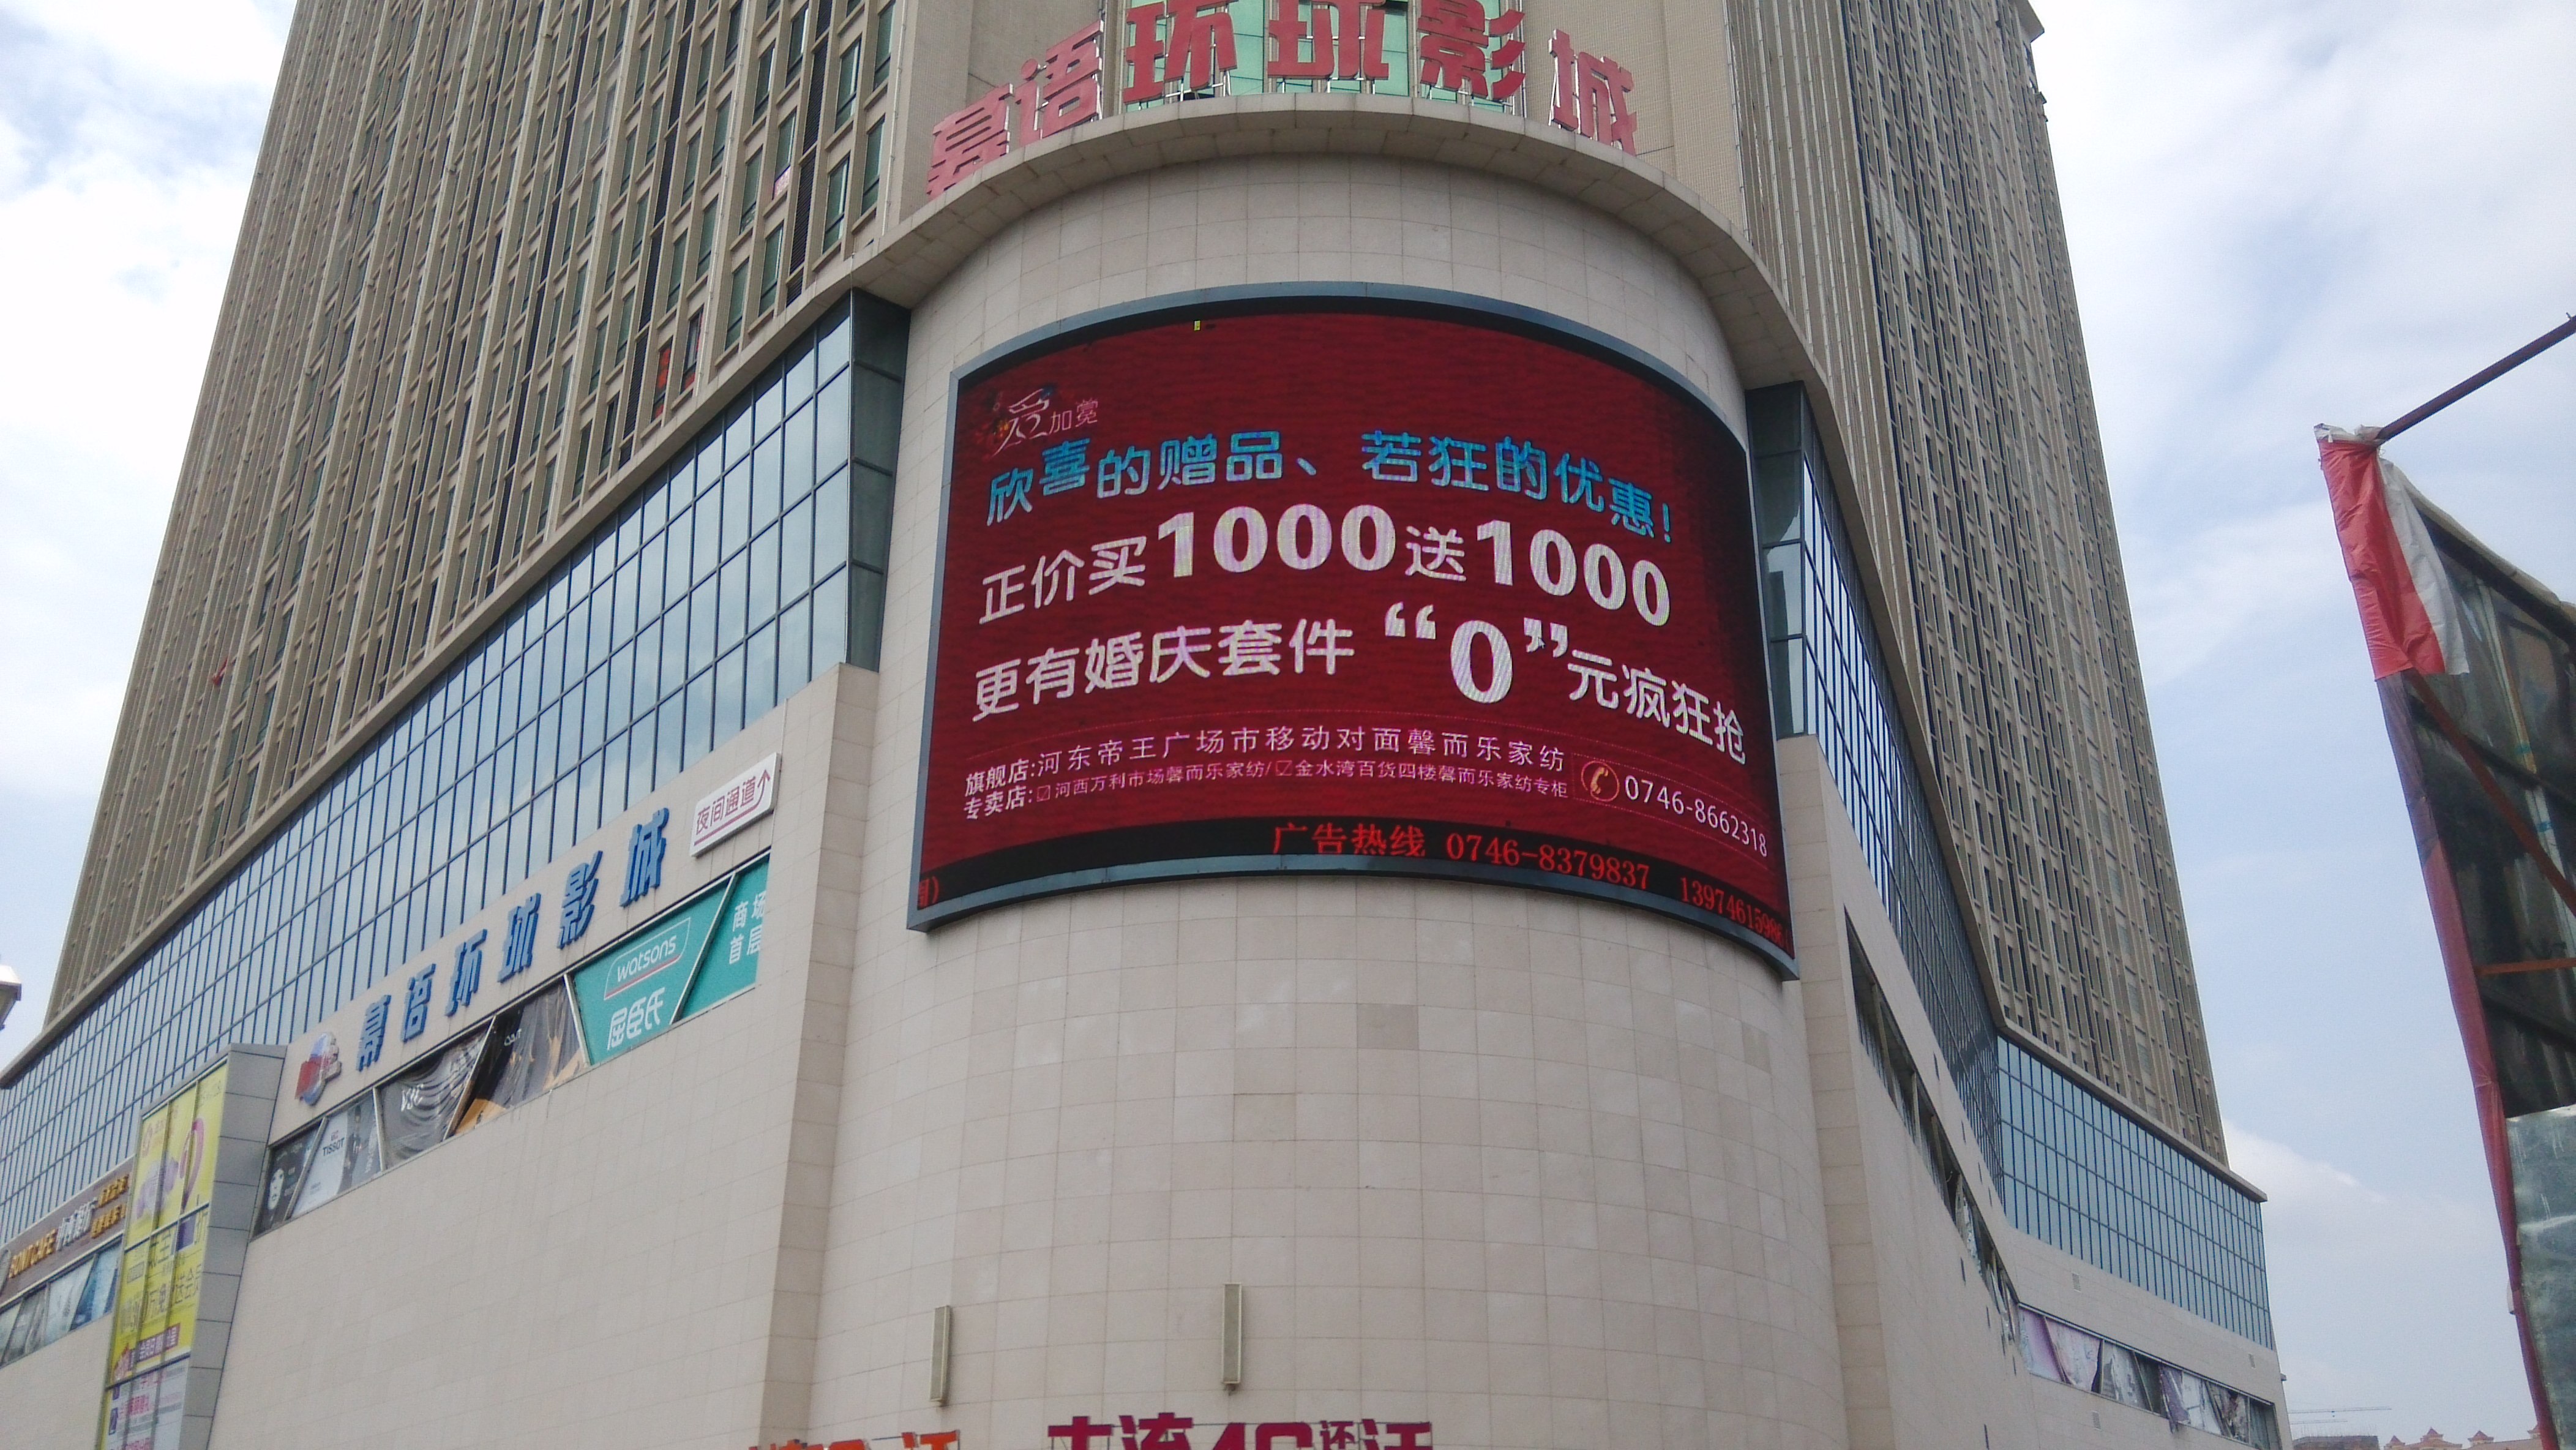 幕语环球影城
爱加赏
欣喜的赠品、若狂的优惠!
正价买1000送1000
更有婚庆套件“0”元疯狂抢
旗舰店:河东帝王广场市移动对面馨而乐家纺
专卖店:☑河西万利市场馨而乐家纺/☑金水湾百货四楼馨而乐家纺专柜
0746-8662318
广告热线 0746-8379837
夜间通道
幕语环球影城
商场
首层
watsons
屈臣氏
TISSOT